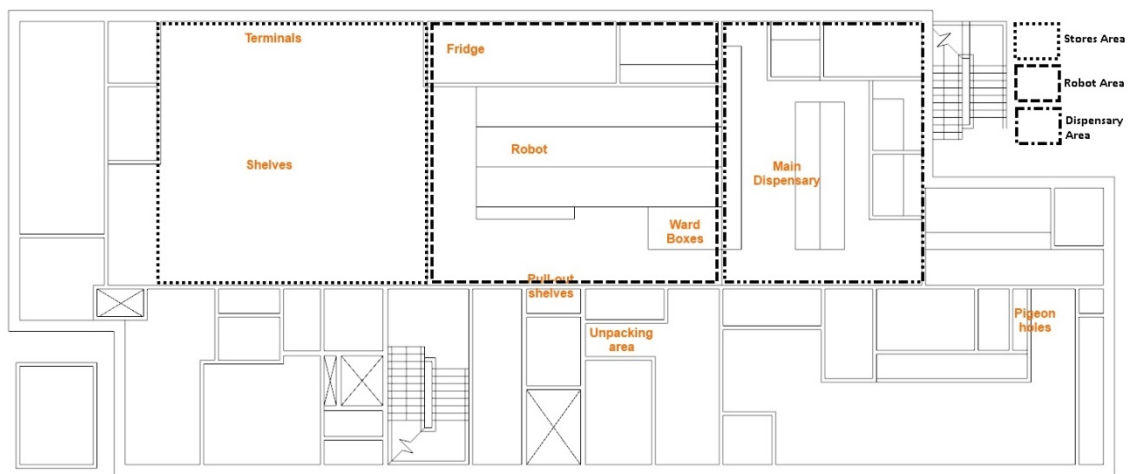 Terminals
Fridge
Stores Area
Robot Area
Dispensary
Area
Robot
Shelves
Main
Dispensary
Ward
Boxes
Pull-out
shelves
Unpacking
area
Pigeon
holes